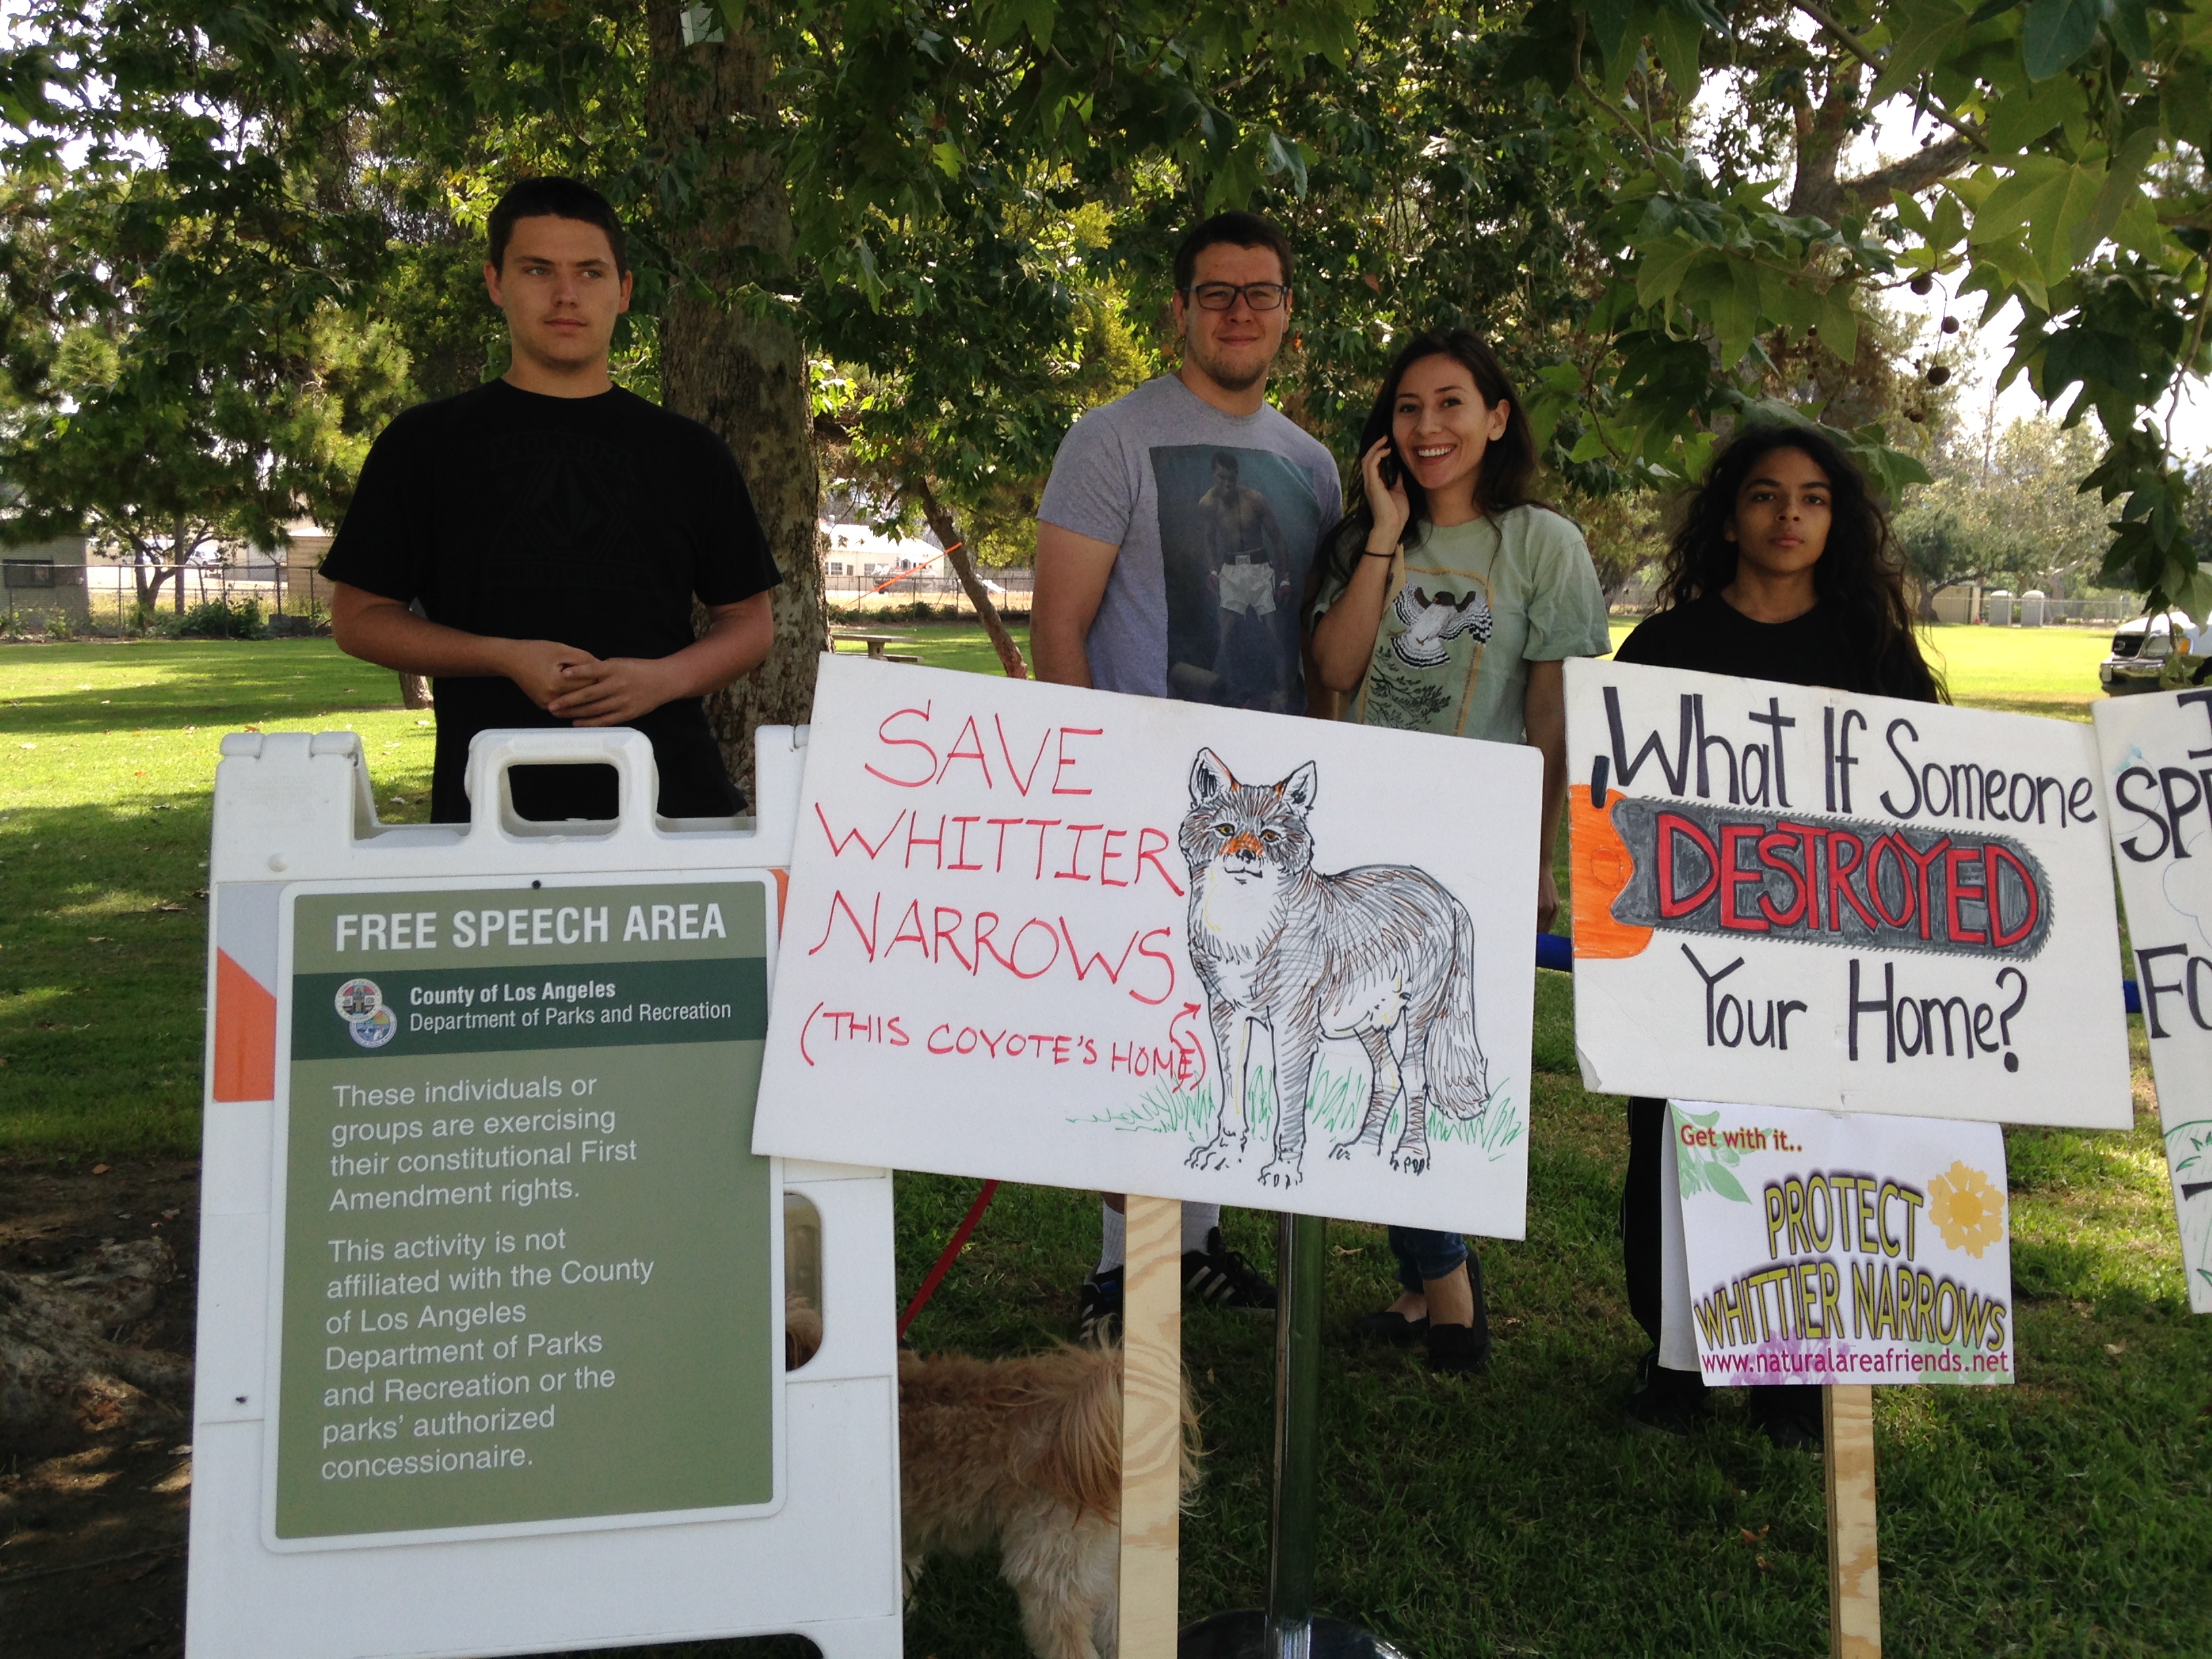 FREE SPEECH AREA
County of Los Angeles
Department of Parks and Recreation
These individuals or
groups are exercising
their constitutional First
Amendment rights.
This activity is not
affiliated with the County
of Los Angeles
Department of Parks
and Recreation or the
parks' authorized
concessionaire.
SAVE
WHITTIER
NARROWS
(THIS COYOTE'S HOME)
What If Someone
DESTROYED
Your Home?
Get with it..
PROTECT
WHITTIER NARROWS
www.naturalareafriends.net